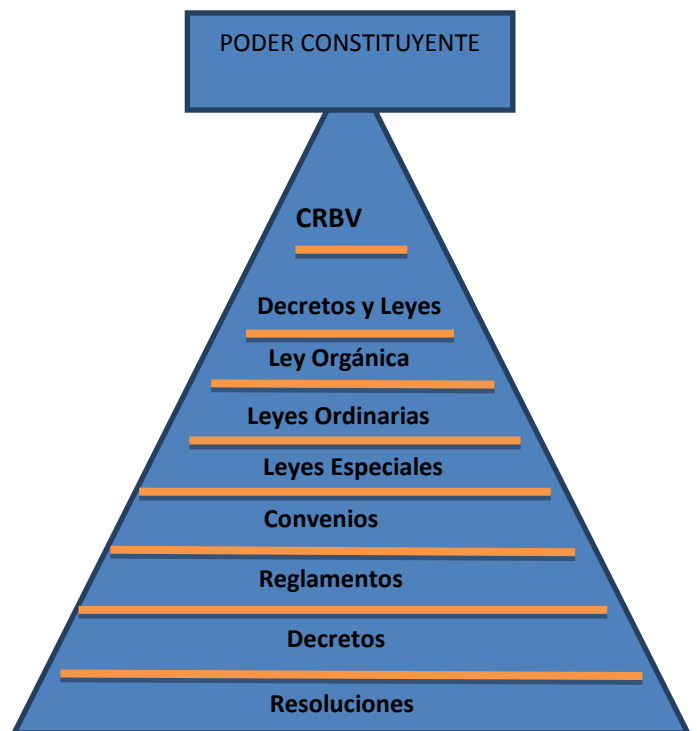 PODER CONSTITUYENTE
CRBV
Decretos y Leyes
Ley Orgánica
Leyes Ordinarias
Leyes Especiales
Convenios
Reglamentos
Decretos
Resoluciones